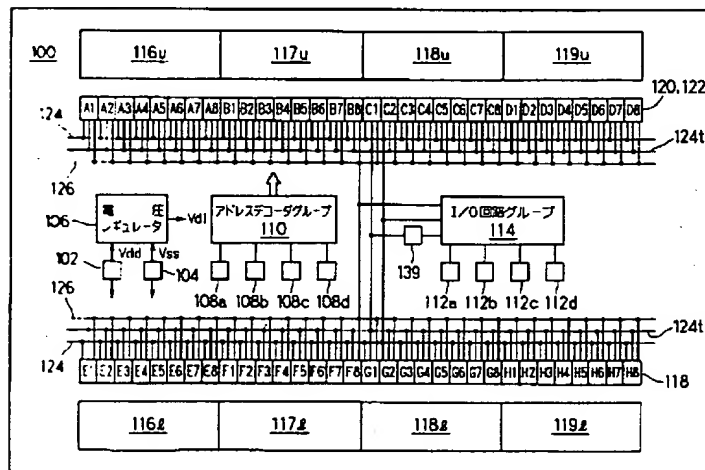 100
116u 117u 118u 119u
A1 A2 A3 A4 A5 A6 A7 A8 B1 B2 B3 B4 B5 B6 B7 B8 C1 C2 C3 C4 C5 C6 C7 C8 D1 D2 D3 D4 D5 D6 D7 D8
120,122
124
124t
126
電圧
レギュレータ
106
Vdl
アドレスデコーダグループ
110
I/O回路グループ
114
Vdd
Vss
102
104
139
108a 108b 108c 108d
112a 112b 112c 112d
126
124t
124
E1 E2 E3 E4 E5 E6 E7 E8 F1 F2 F3 F4 F5 F6 F7 F8 G1 G2 G3 G4 G5 G6 G7 G8 H1 H2 H3 H4 H5 H6 H7 H8
118
116ℓ 117ℓ 118ℓ 119ℓ